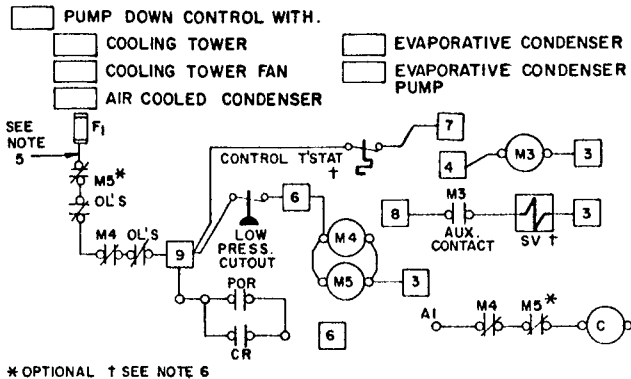 PUMP DOWN CONTROL WITH.
COOLING TOWER
EVAPORATIVE CONDENSER
COOLING TOWER FAN
EVAPORATIVE CONDENSER
PUMP
AIR COOLED CONDENSER
SEE
NOTE
5
F1
M5*
OL'S
M4 OL'S
9
CONTROL T'STAT
†
7
4
M3
3
LOW
PRESS.
CUTOUT
6
M4
M5
3
8
M3
AUX.
CONTACT
SV †
3
POR
CR
6
A1
M4
M5*
C
* OPTIONAL † SEE NOTE 6